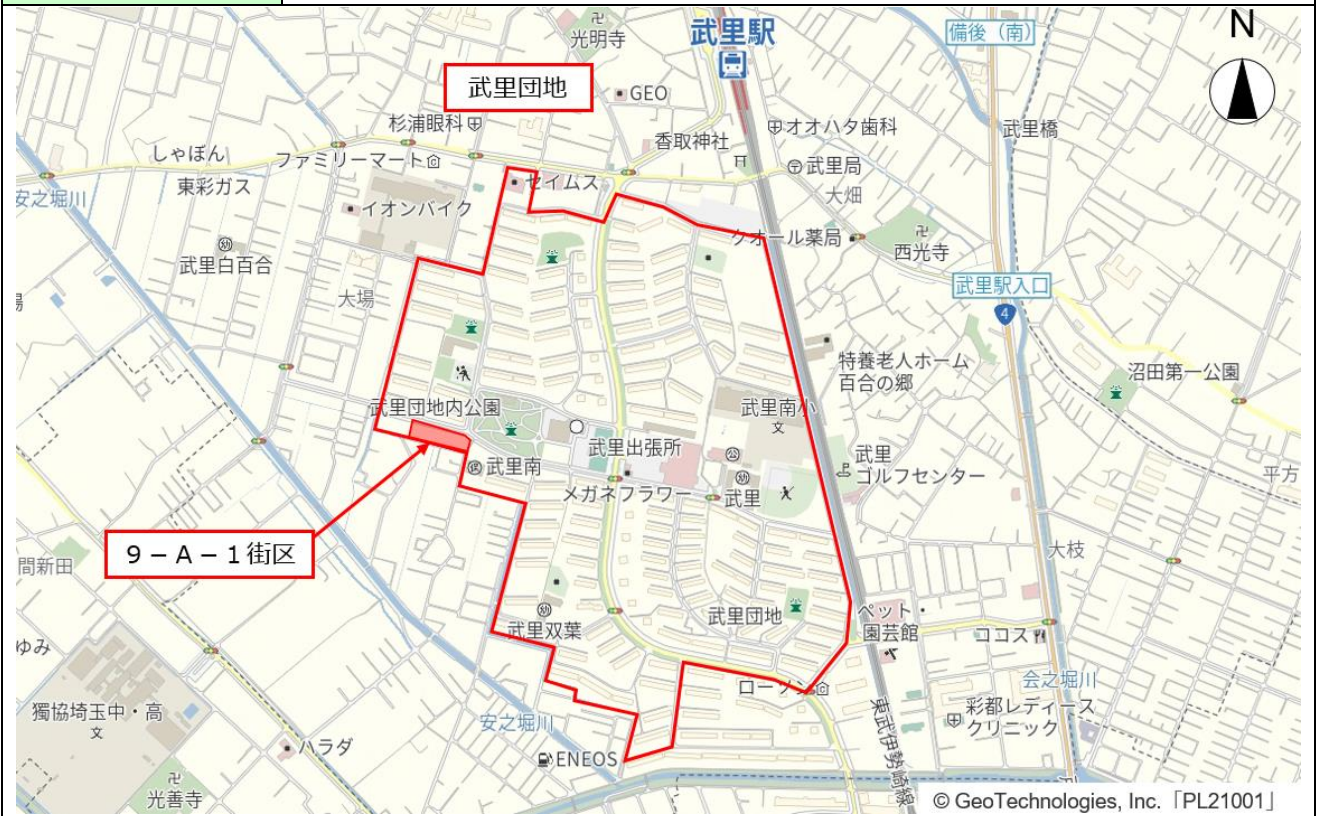 光明寺
武里駅
備後（南）
N
武里団地
GEO
杉浦眼科
香取神社
オオハタ歯科
武里橋
しゃぼん
ファミリーマート
武里局
東彩ガス
セイムス
大畑
安之堀川
イオンバイク
クオール薬局
西光寺
武里白百合
大場
武里駅入口
4
場
特養老人ホーム
百合の郷
沼田第一公園
武里団地内公園
武里南小
文
武里出張所
武里南
武里
ゴルフセンター
平方
メガネフラワー
武里
9－A－1街区
大枝
間新田
武里団地
ペット・
園芸館
武里双葉
ココス
ゆみ
ローソン
会之堀川
獨協埼玉中・高
文
安之堀川
彩都レディース
クリニック
東武伊勢崎線
ハラダ
ENEOS
光善寺
© GeoTechnologies, Inc.「PL21001」